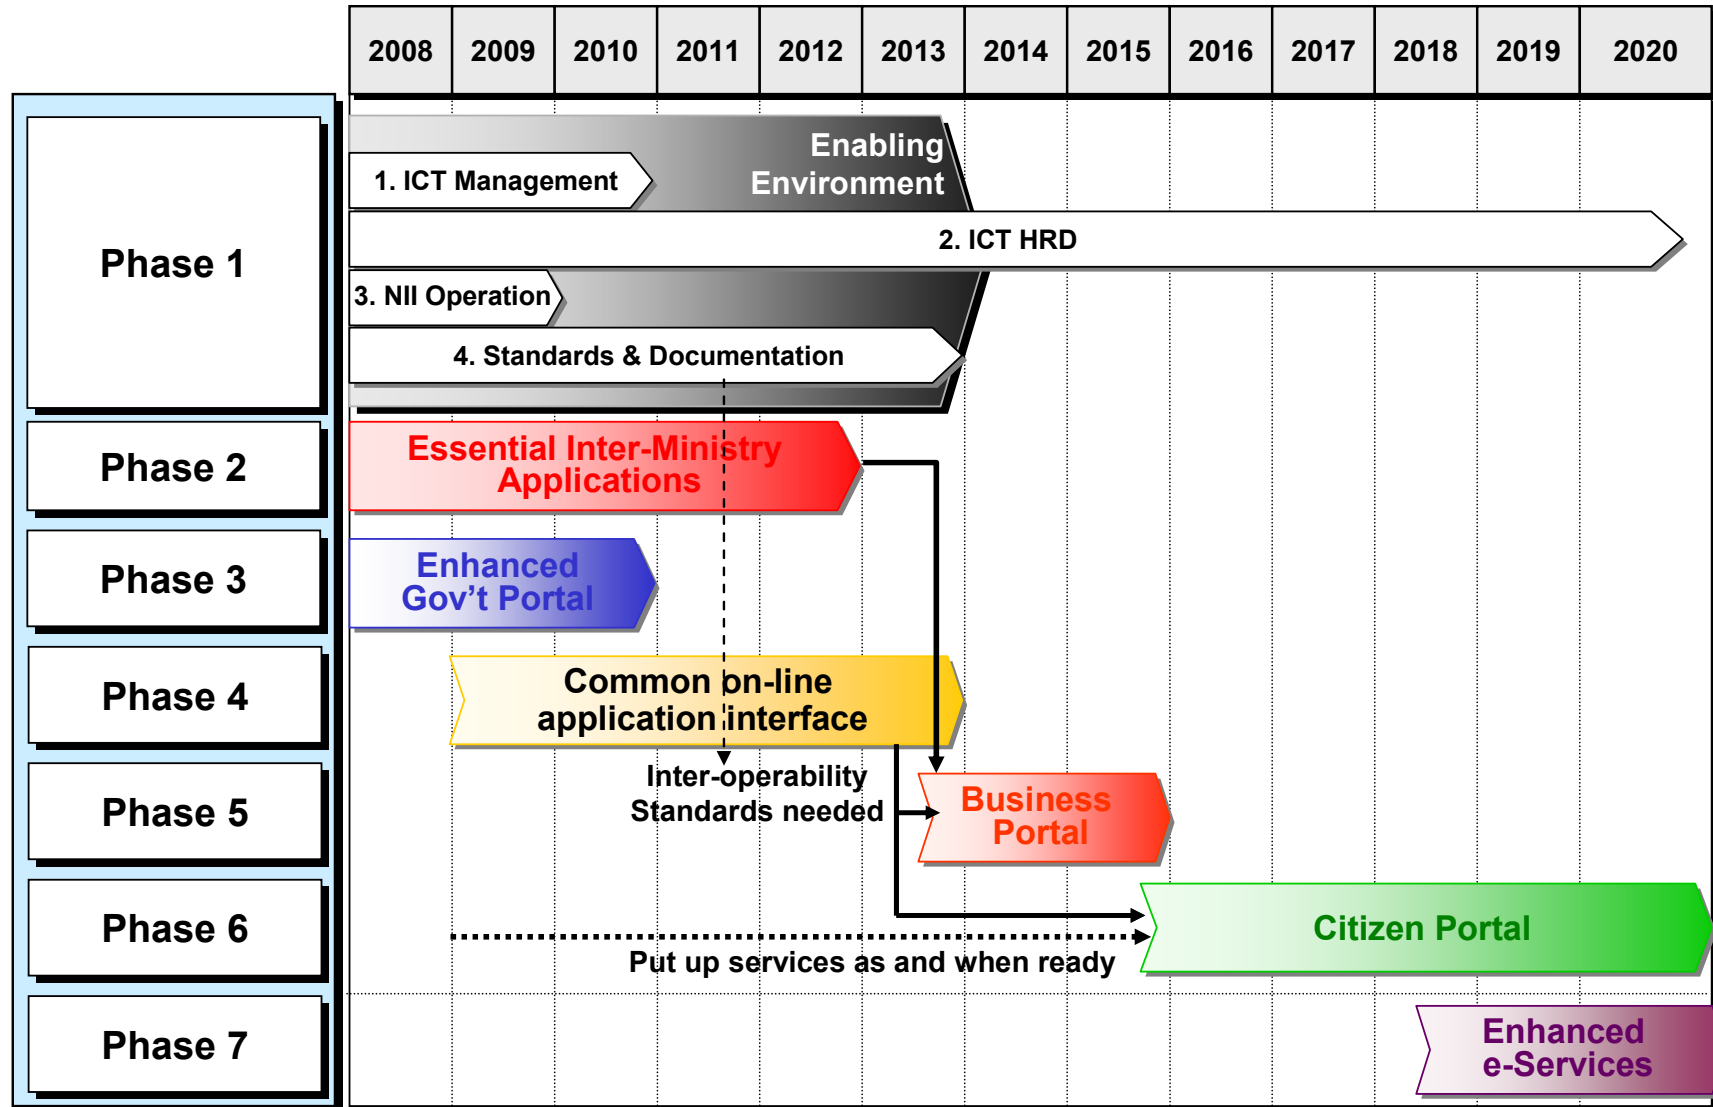 2008 2009 2010 2011 2012 2013 2014 2015 2016 2017 2018 2019 2020
Phase 1
Enabling
Environment
1. ICT Management
2. ICT HRD
3. NII Operation
4. Standards & Documentation
Phase 2
Essential Inter-Ministry
Applications
Phase 3
Enhanced
Gov’t Portal
Phase 4
Common on-line
application interface
Inter-operability
Standards needed
Phase 5
Business
Portal
Phase 6
Citizen Portal
Put up services as and when ready
Phase 7
Enhanced
e-Services